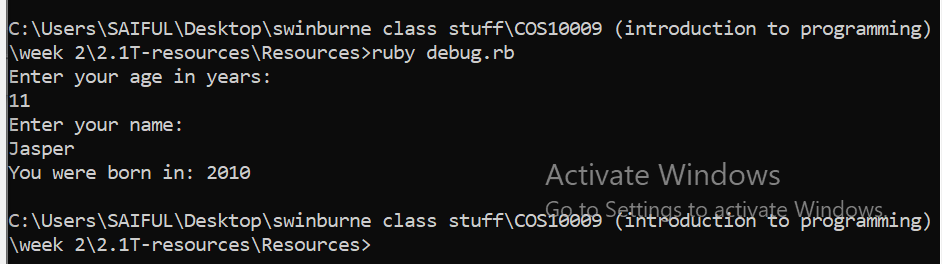 C:\Users\SAIFUL\Desktop\swinburne class stuff\COS10009 (introduction to programming)
\week 2\2.1T-resources\Resources>ruby debug.rb
Enter your age in years:
11
Enter your name:
Jasper
You were born in: 2010
Activate Windows
Go to Settings to activate Windows.
C:\Users\SAIFUL\Desktop\swinburne class stuff\COS10009 (introduction to programming)
\week 2\2.1T-resources\Resources>